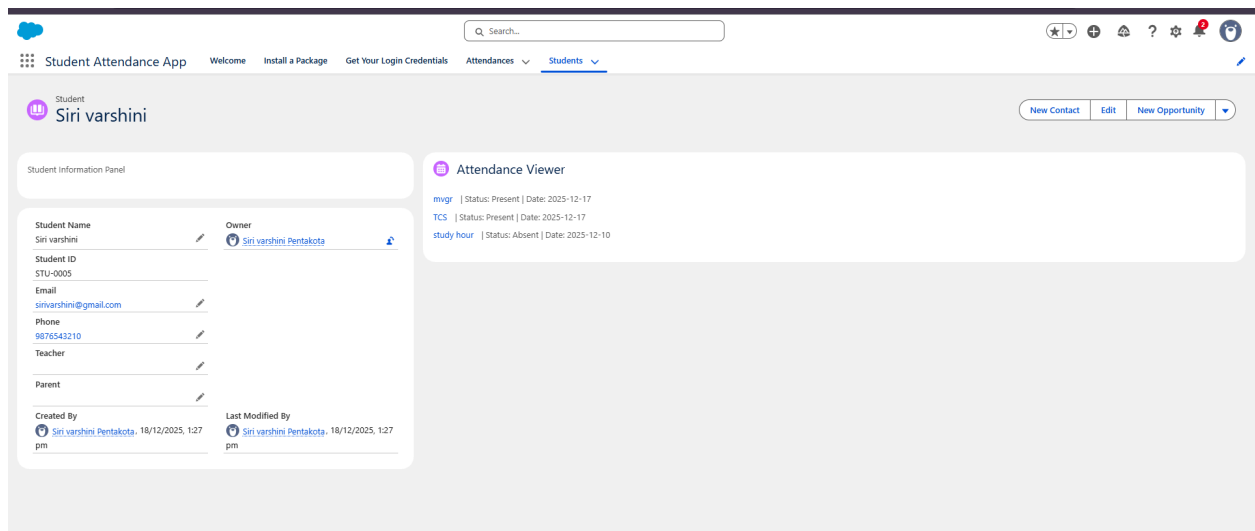 Search...
2
Student Attendance App
Welcome
Install a Package
Get Your Login Credentials
Attendances
Students
Student
Siri varshini
New Contact
Edit
New Opportunity
Student Information Panel
Student Name
Siri varshini
Owner
Siri varshini Pentakota
Student ID
STU-0005
Email
sirivarshini@gmail.com
Phone
9876543210
Teacher
Parent
Created By
Siri varshini Pentakota, 18/12/2025, 1:27
pm
Last Modified By
Siri varshini Pentakota, 18/12/2025, 1:27
pm
Attendance Viewer
mvgr | Status: Present | Date: 2025-12-17
TCS | Status: Present | Date: 2025-12-17
study hour | Status: Absent | Date: 2025-12-10